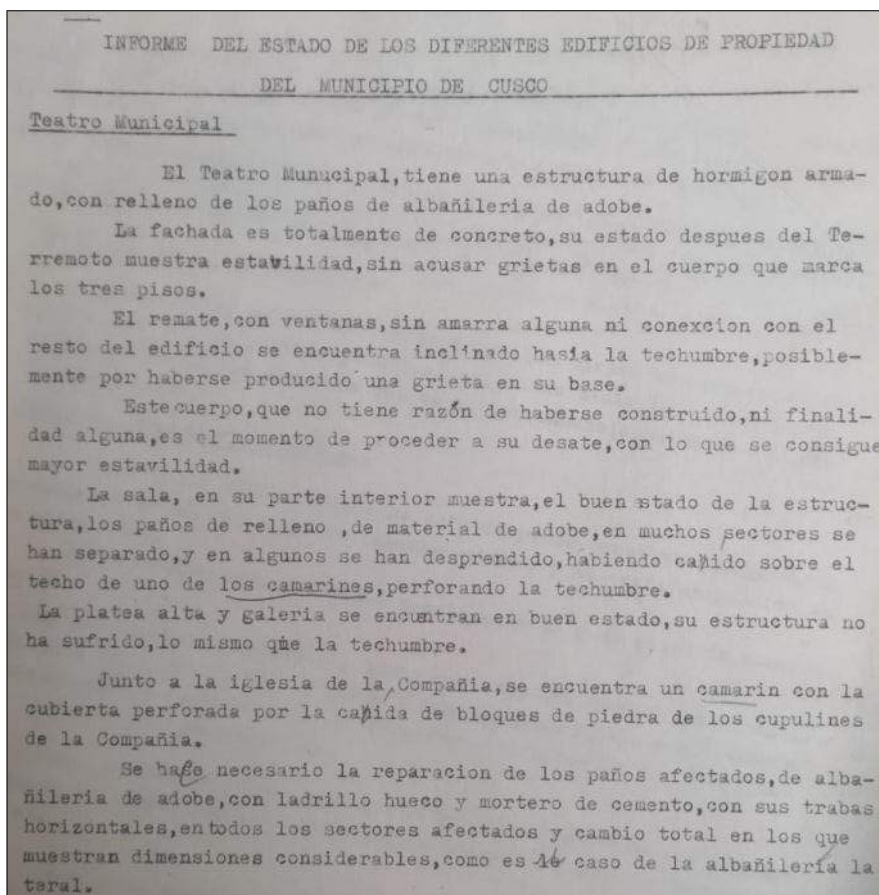 INFORME DEL ESTADO DE LOS DIFERENTES EDIFICIOS DE PROPIEDAD
DEL MUNICIPIO DE CUSCO
Teatro Municipal
El Teatro Munucipal,tiene una estructura de hormigon arma-
do,con relleno de los paños de albañileria de adobe.
La fachada es totalmente de concreto,su estado despues del Te-
rremoto muestra estavilidad,sin acusar grietas en el cuerpo que marca
los tres pisos.
El remate,con ventanas,sin amarra alguna ni conexcion con el
resto del edificio se encuentra inclinado hasia la techumbre,posible-
mente por haberse producido una grieta en su base.
Este cuerpo,que no tiene razón de haberse construido,ni finali-
dad alguna,es el momento de proceder a su desate,con lo que se consigue
mayor estavilidad.
La sala, en su parte interior muestra,el buen stado de la estruc-
tura,los paños de relleno ,de material de adobe,en muchos sectores se
han separado,y en algunos se han desprendido,habiendo caido sobre el
techo de uno de los camarines,perforando la techumbre.
La platea alta y galeria se encuntran en buen estado,su estructura no
ha sufrido,lo mismo que la techumbre.
Junto a la iglesia de la Compañia,se encuentra un camarin con la
cubierta perforada por la caida de bloques de piedra de los cupulines
de la Compañia.
Se hace necesario la reparacion de los paños afectados,de alba-
ñileria de adobe,con ladrillo hueco y mortero de cemento,con sus trabas
horizontales,en todos los sectores afectados y cambio total en los que
muestran dimensiones considerables,como es caso de la albañilería la
teral.